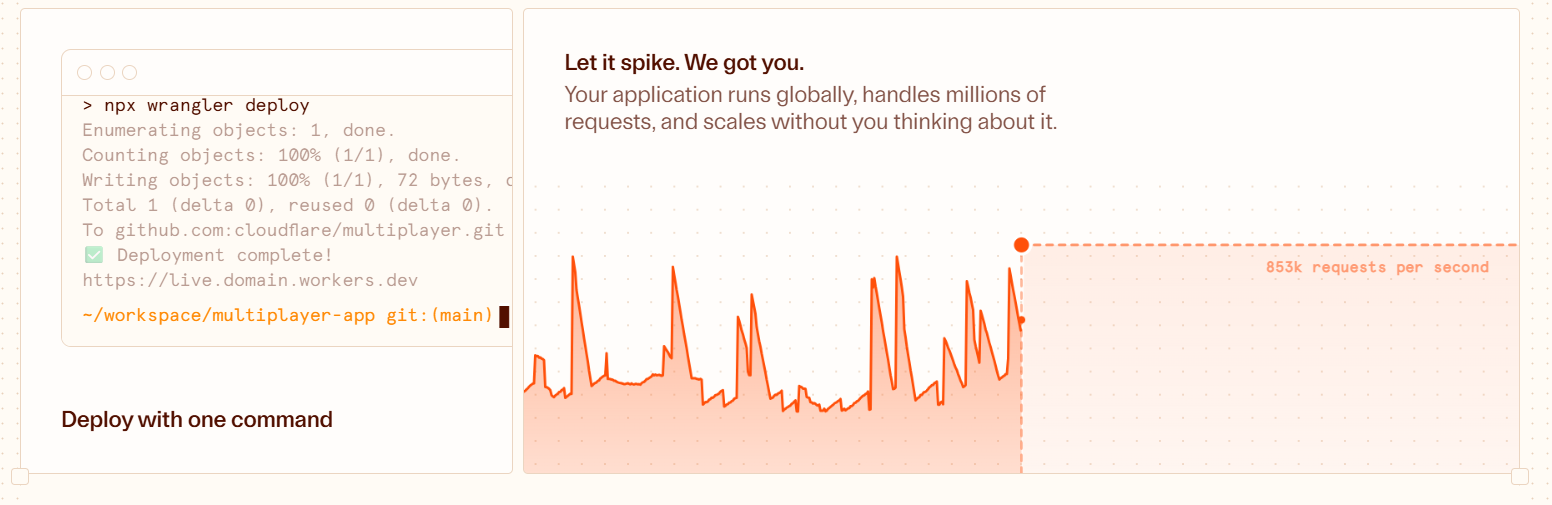 > npx wrangler deploy
Enumerating objects: 1, done.
Counting objects: 100% (1/1), done.
Writing objects: 100% (1/1), 72 bytes,
Total 1 (delta 0), reused 0 (delta 0).
To github.com:cloudflare/multiplayer.git
✅ Deployment complete!
https://live.domain.workers.dev
~/workspace/multiplayer-app git:(main)
Deploy with one command
Let it spike. We got you.
Your application runs globally, handles millions of
requests, and scales without you thinking about it.
853k requests per second